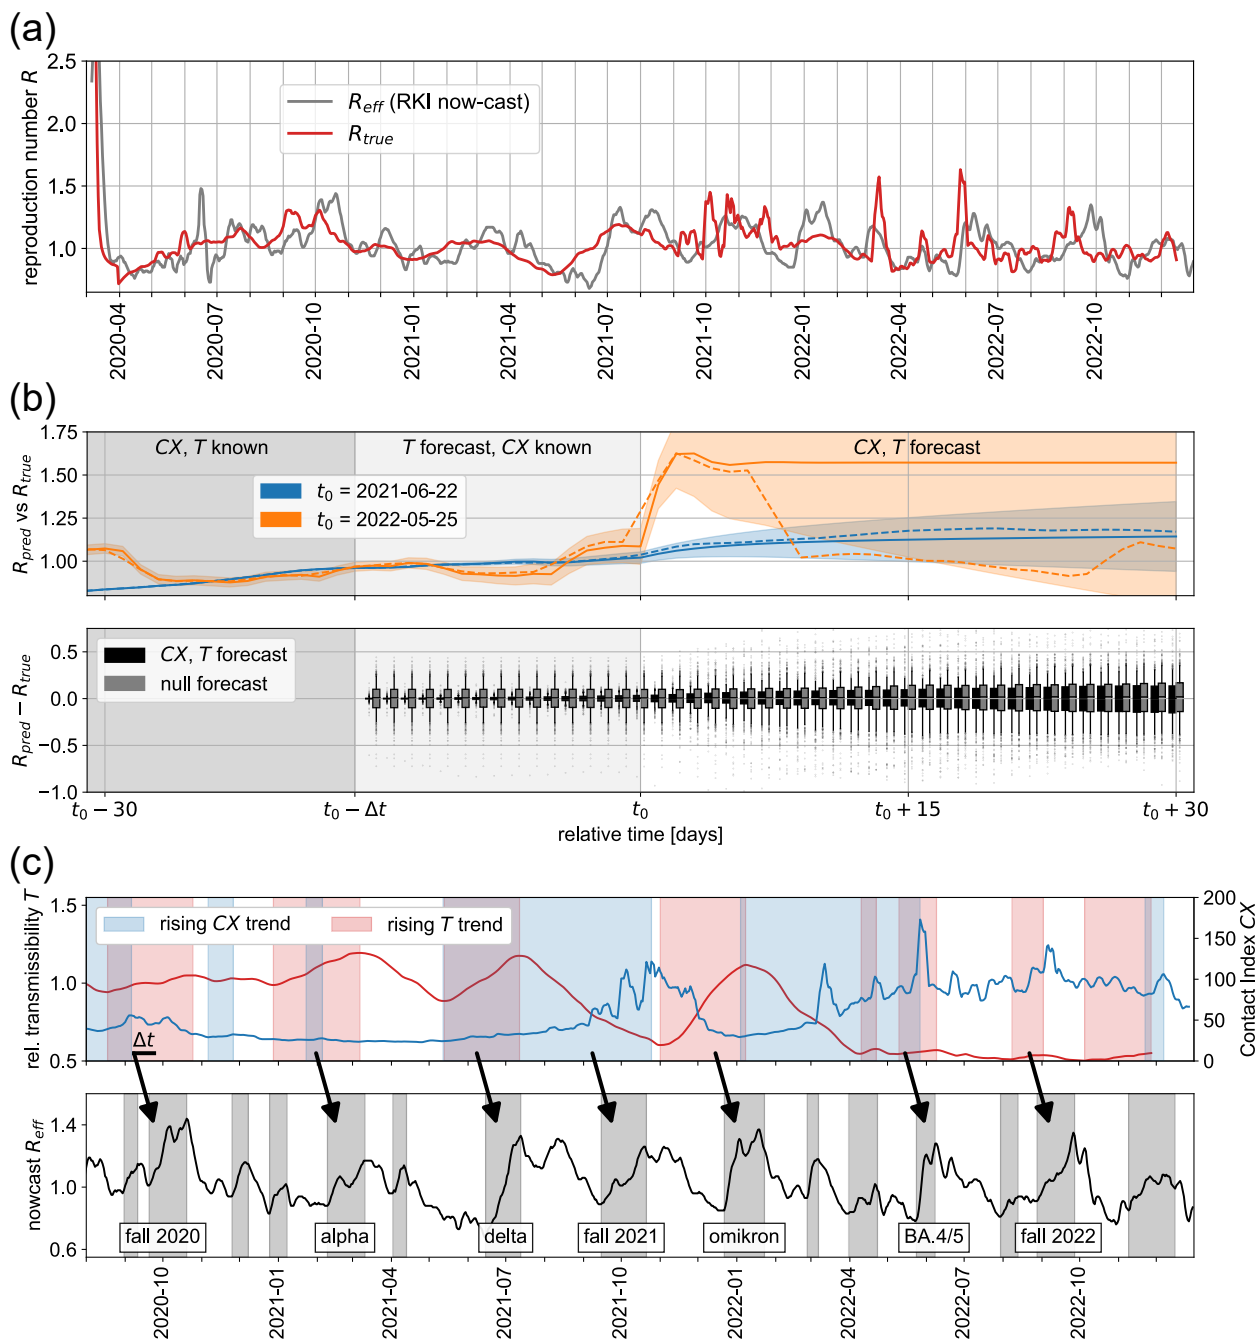 (a)
reproduction number R
2.5
2.0
1.5
1.0
R_eff (RKI now-cast)
R_true
2020-04
2020-07
2020-10
2021-01
2021-04
2021-07
2021-10
2022-01
2022-04
2022-07
2022-10
(b)
R_pred vs R_true
1.75
1.50
1.25
1.00
CX, T known
T forecast, CX known
CX, T forecast
t_0 = 2021-06-22
t_0 = 2022-05-25
R_pred − R_true
0.5
0.0
−0.5
−1.0
CX, T forecast
null forecast
t_0 − 30
t_0 − Δt
t_0
t_0 + 15
t_0 + 30
relative time [days]
(c)
rel. transmissibility T
1.5
1.0
0.5
rising CX trend
rising T trend
Δt
200
150
100
50
0
Contact Index CX
nowcast R_eff
1.4
1.0
0.6
fall 2020
alpha
delta
fall 2021
omikron
BA.4/5
fall 2022
2020-10
2021-01
2021-04
2021-07
2021-10
2022-01
2022-04
2022-07
2022-10